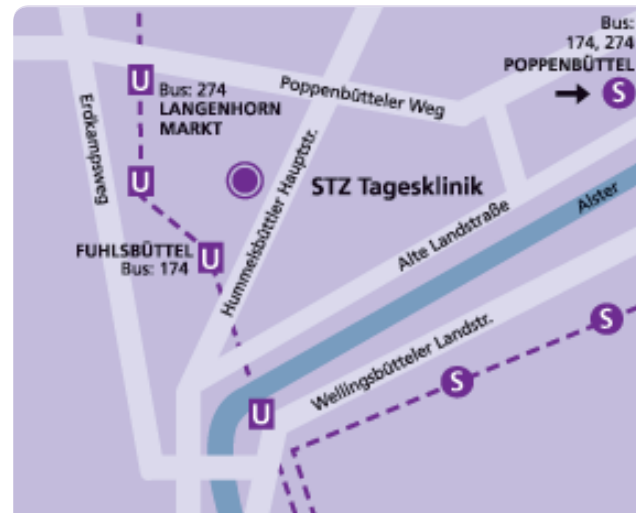 Bus:
174, 274
POPPENBÜTTEL
S
U
Bus: 274
LANGENHORN
MARKT
Poppenbütteler Weg
Erdkampsweg
U
STZ Tagesklinik
Hummelsbüttler Hauptstr.
Alster
Alte Landstraße
FUHLSBÜTTEL
Bus: 174
U
S
Wellingsbütteler Landstr.
S
U